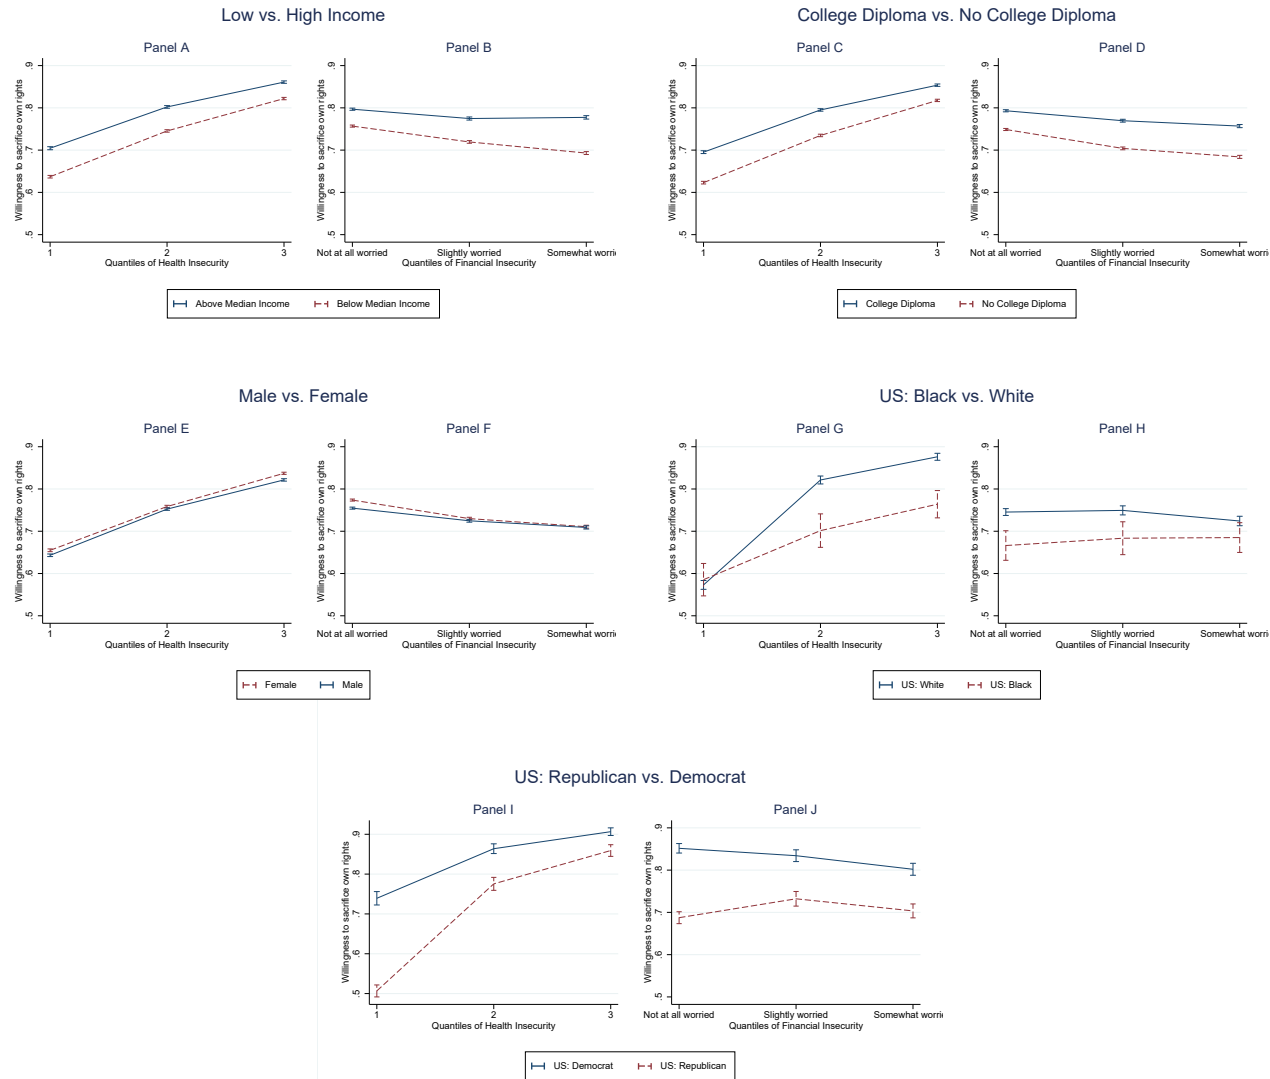 Low vs. High Income
Panel A
Willingness to sacrifice own rights
.5 .6 .7 .8 .9
1 2 3
Quantiles of Health Insecurity
Panel B
Willingness to sacrifice own rights
.5 .6 .7 .8 .9
Not at all worried Slightly worried Somewhat worri
Quantiles of Financial Insecurity
Above Median Income Below Median Income
College Diploma vs. No College Diploma
Panel C
Willingness to sacrifice own rights
.5 .6 .7 .8 .9
1 2 3
Quantiles of Health Insecurity
Panel D
Willingness to sacrifice own rights
.5 .6 .7 .8 .9
Not at all worried Slightly worried Somewhat worri
Quantiles of Financial Insecurity
College Diploma No College Diploma
Male vs. Female
Panel E
Willingness to sacrifice own rights
.5 .6 .7 .8 .9
1 2 3
Quantiles of Health Insecurity
Panel F
Willingness to sacrifice own rights
.5 .6 .7 .8 .9
Not at all worried Slightly worried Somewhat worri
Quantiles of Financial Insecurity
Female Male
US: Black vs. White
Panel G
Willingness to sacrifice own rights
.5 .6 .7 .8 .9
1 2 3
Quantiles of Health Insecurity
Panel H
Willingness to sacrifice own rights
.5 .6 .7 .8 .9
Not at all worried Slightly worried Somewhat worri
Quantiles of Financial Insecurity
US: White US: Black
US: Republican vs. Democrat
Panel I
Willingness to sacrifice own rights
.5 .6 .7 .8 .9
1 2 3
Quantiles of Health Insecurity
Panel J
Willingness to sacrifice own rights
.5 .6 .7 .8 .9
Not at all worried Slightly worried Somewhat worri
Quantiles of Financial Insecurity
US: Democrat US: Republican